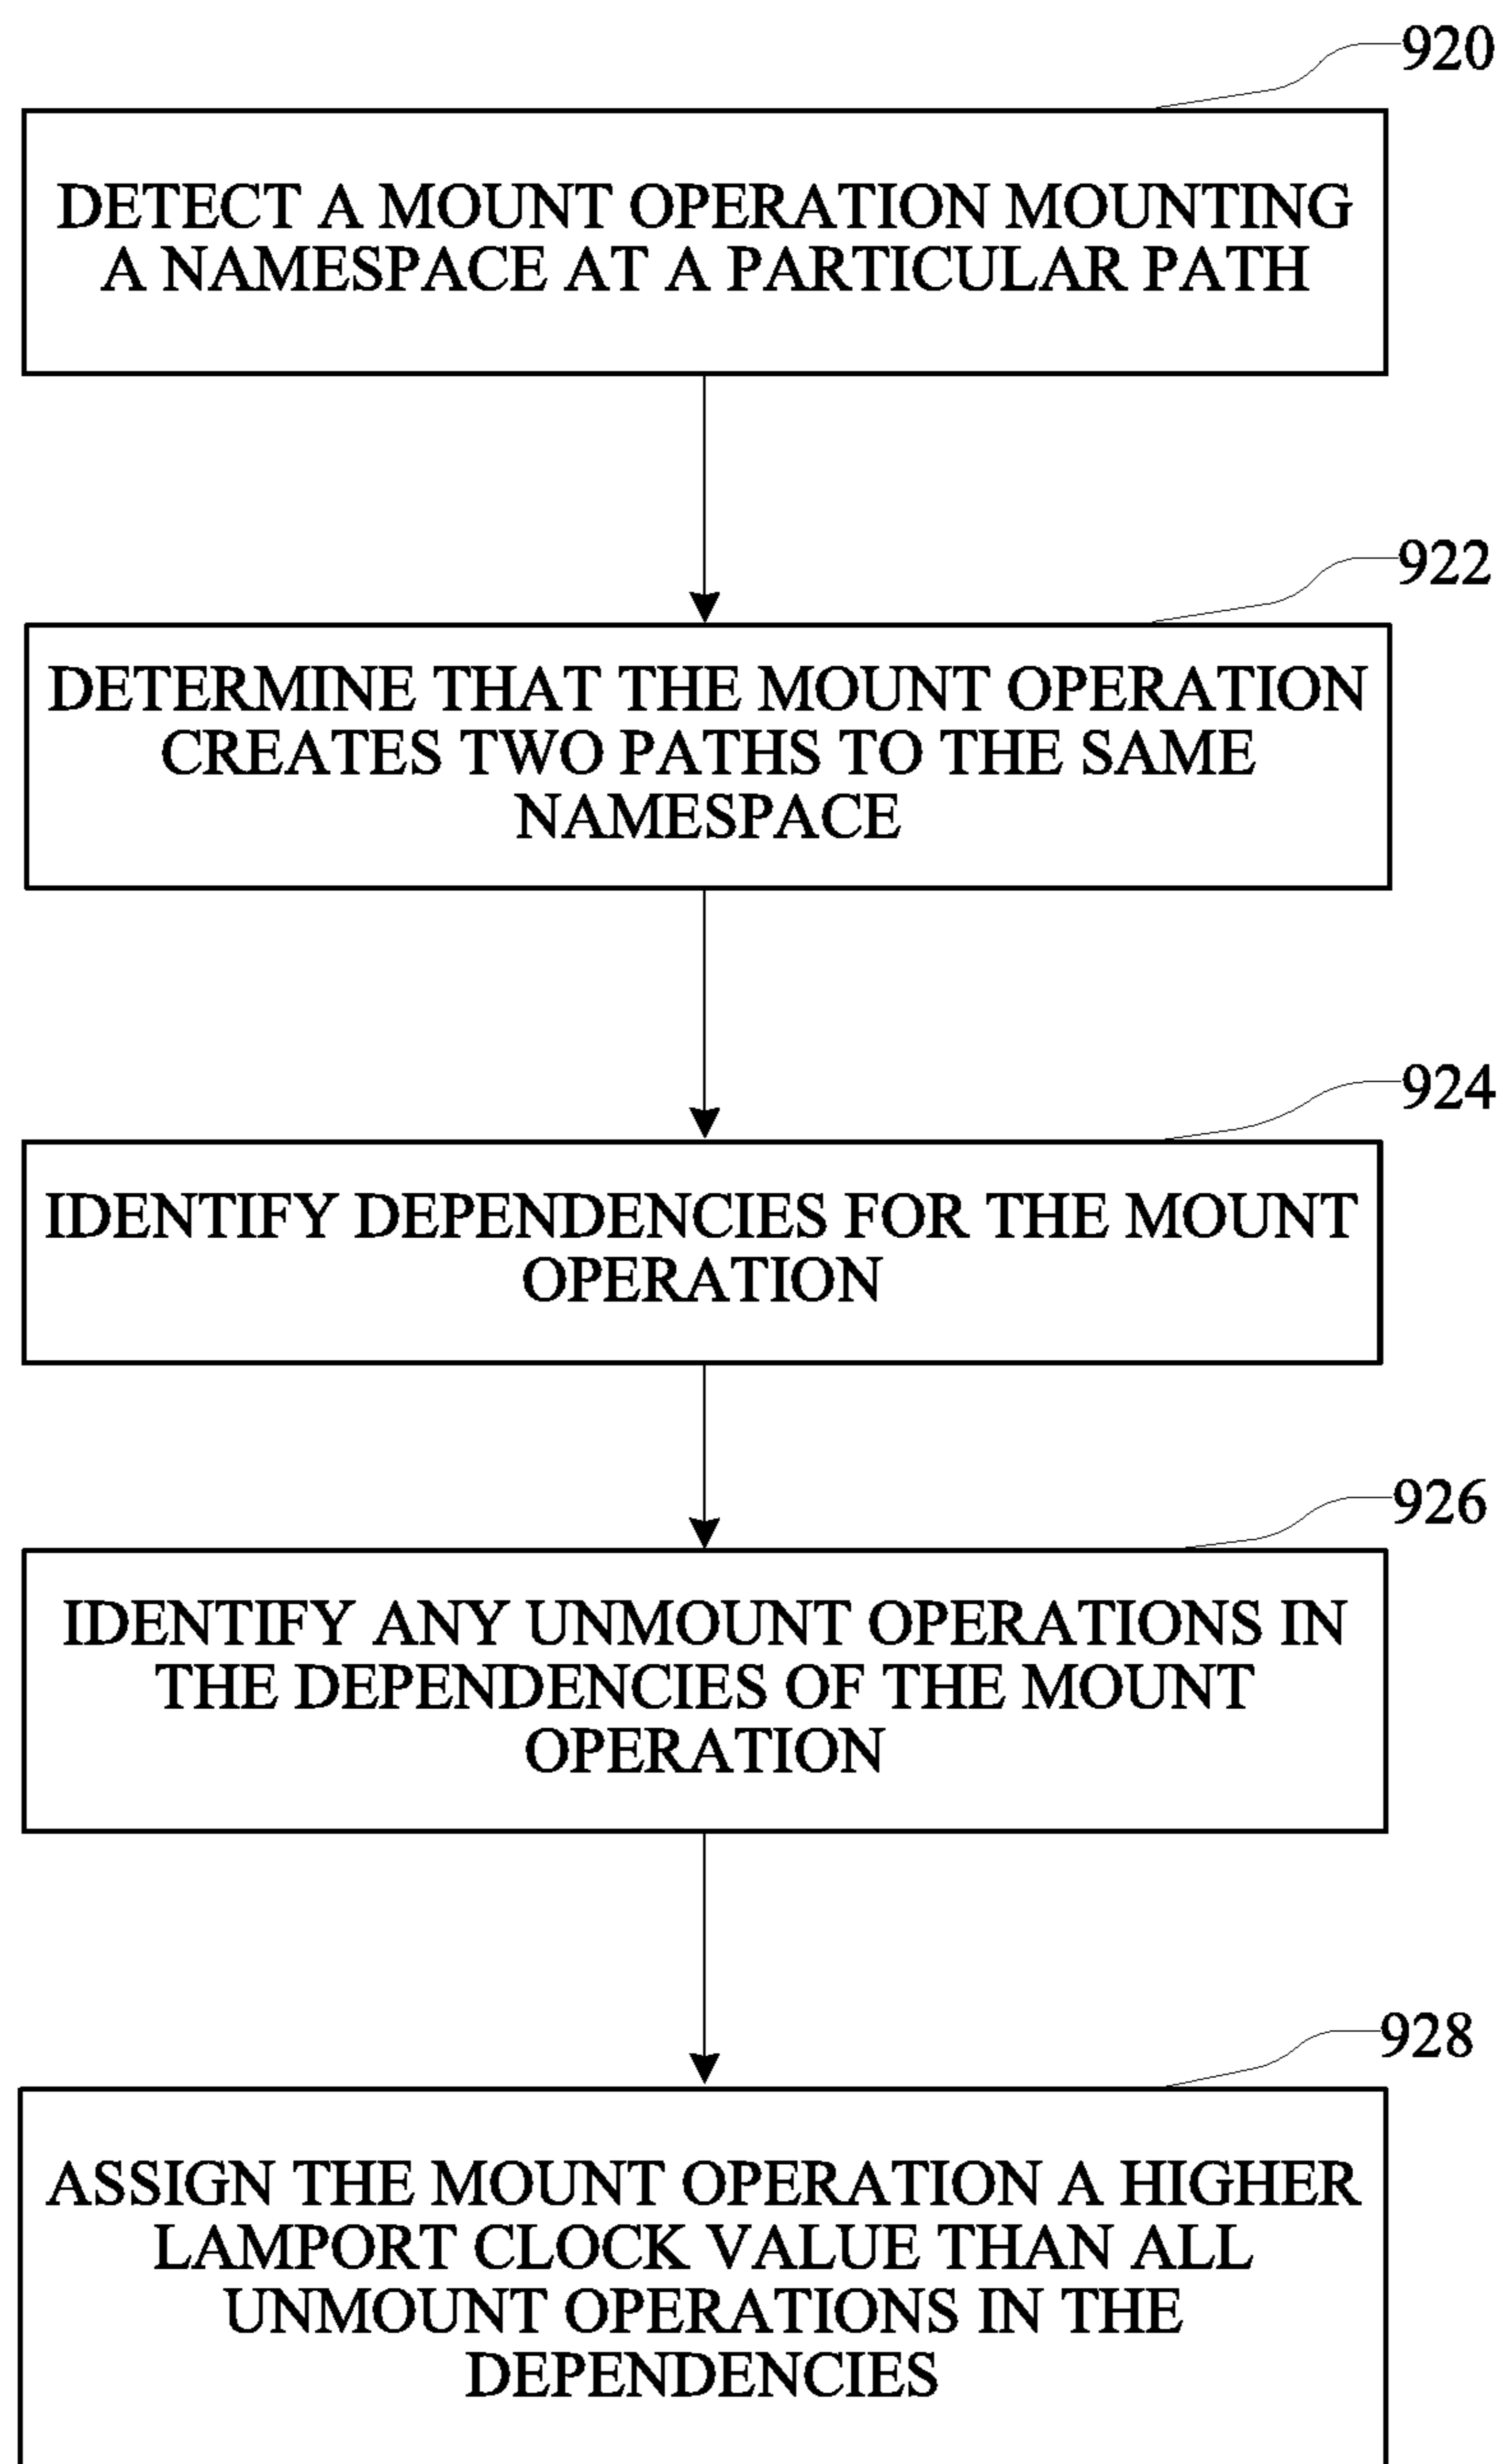 920
DETECT A MOUNT OPERATION MOUNTING
A NAMESPACE AT A PARTICULAR PATH
922
DETERMINE THAT THE MOUNT OPERATION
CREATES TWO PATHS TO THE SAME
NAMESPACE
924
IDENTIFY DEPENDENCIES FOR THE MOUNT
OPERATION
926
IDENTIFY ANY UNMOUNT OPERATIONS IN
THE DEPENDENCIES OF THE MOUNT
OPERATION
928
ASSIGN THE MOUNT OPERATION A HIGHER
LAMPORT CLOCK VALUE THAN ALL
UNMOUNT OPERATIONS IN THE
DEPENDENCIES